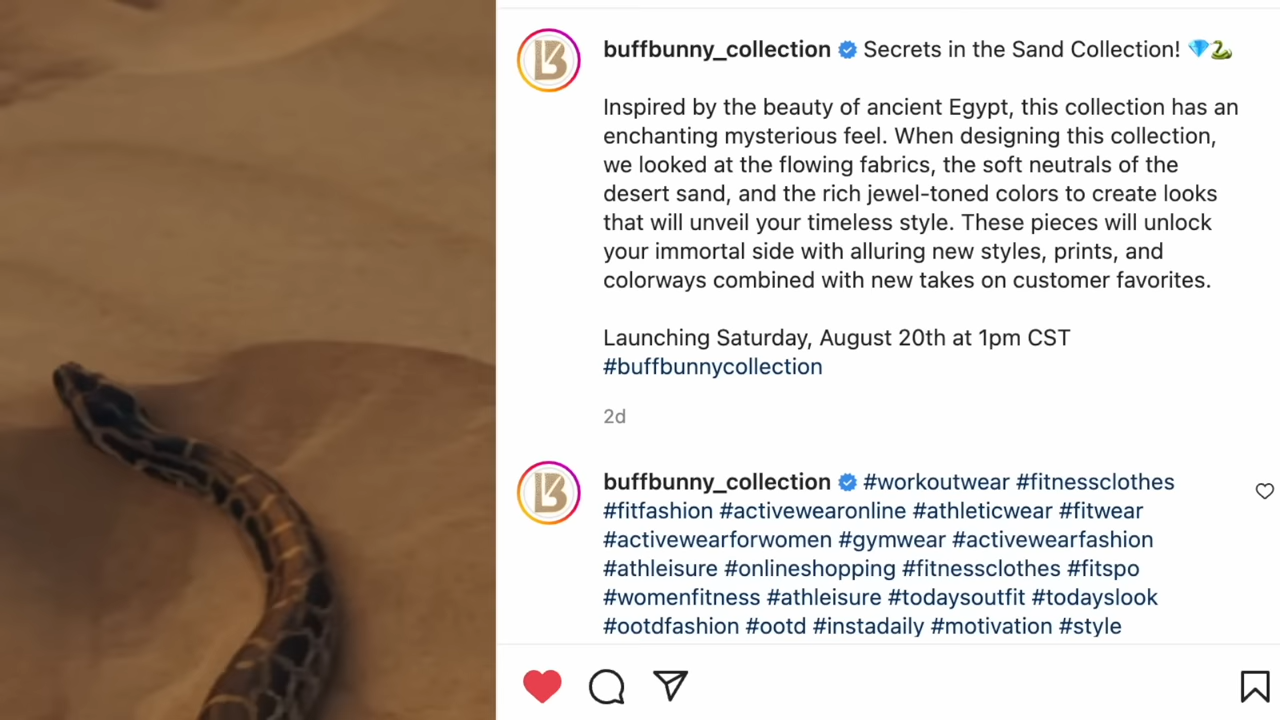 buffbunny_collection Secrets in the Sand Collection! 💎🐍
Inspired by the beauty of ancient Egypt, this collection has an
enchanting mysterious feel. When designing this collection,
we looked at the flowing fabrics, the soft neutrals of the
desert sand, and the rich jewel-toned colors to create looks
that will unveil your timeless style. These pieces will unlock
your immortal side with alluring new styles, prints, and
colorways combined with new takes on customer favorites.
Launching Saturday, August 20th at 1pm CST
#buffbunnycollection
2d
buffbunny_collection #workoutwear #fitnessclothes
#fitfashion #activewearonline #athleticwear #fitwear
#activewearforwomen #gymwear #activewearfashion
#athleisure #onlineshopping #fitnessclothes #fitspo
#womenfitness #athleisure #todaysoutfit #todayslook
#ootdfashion #ootd #instadaily #motivation #style